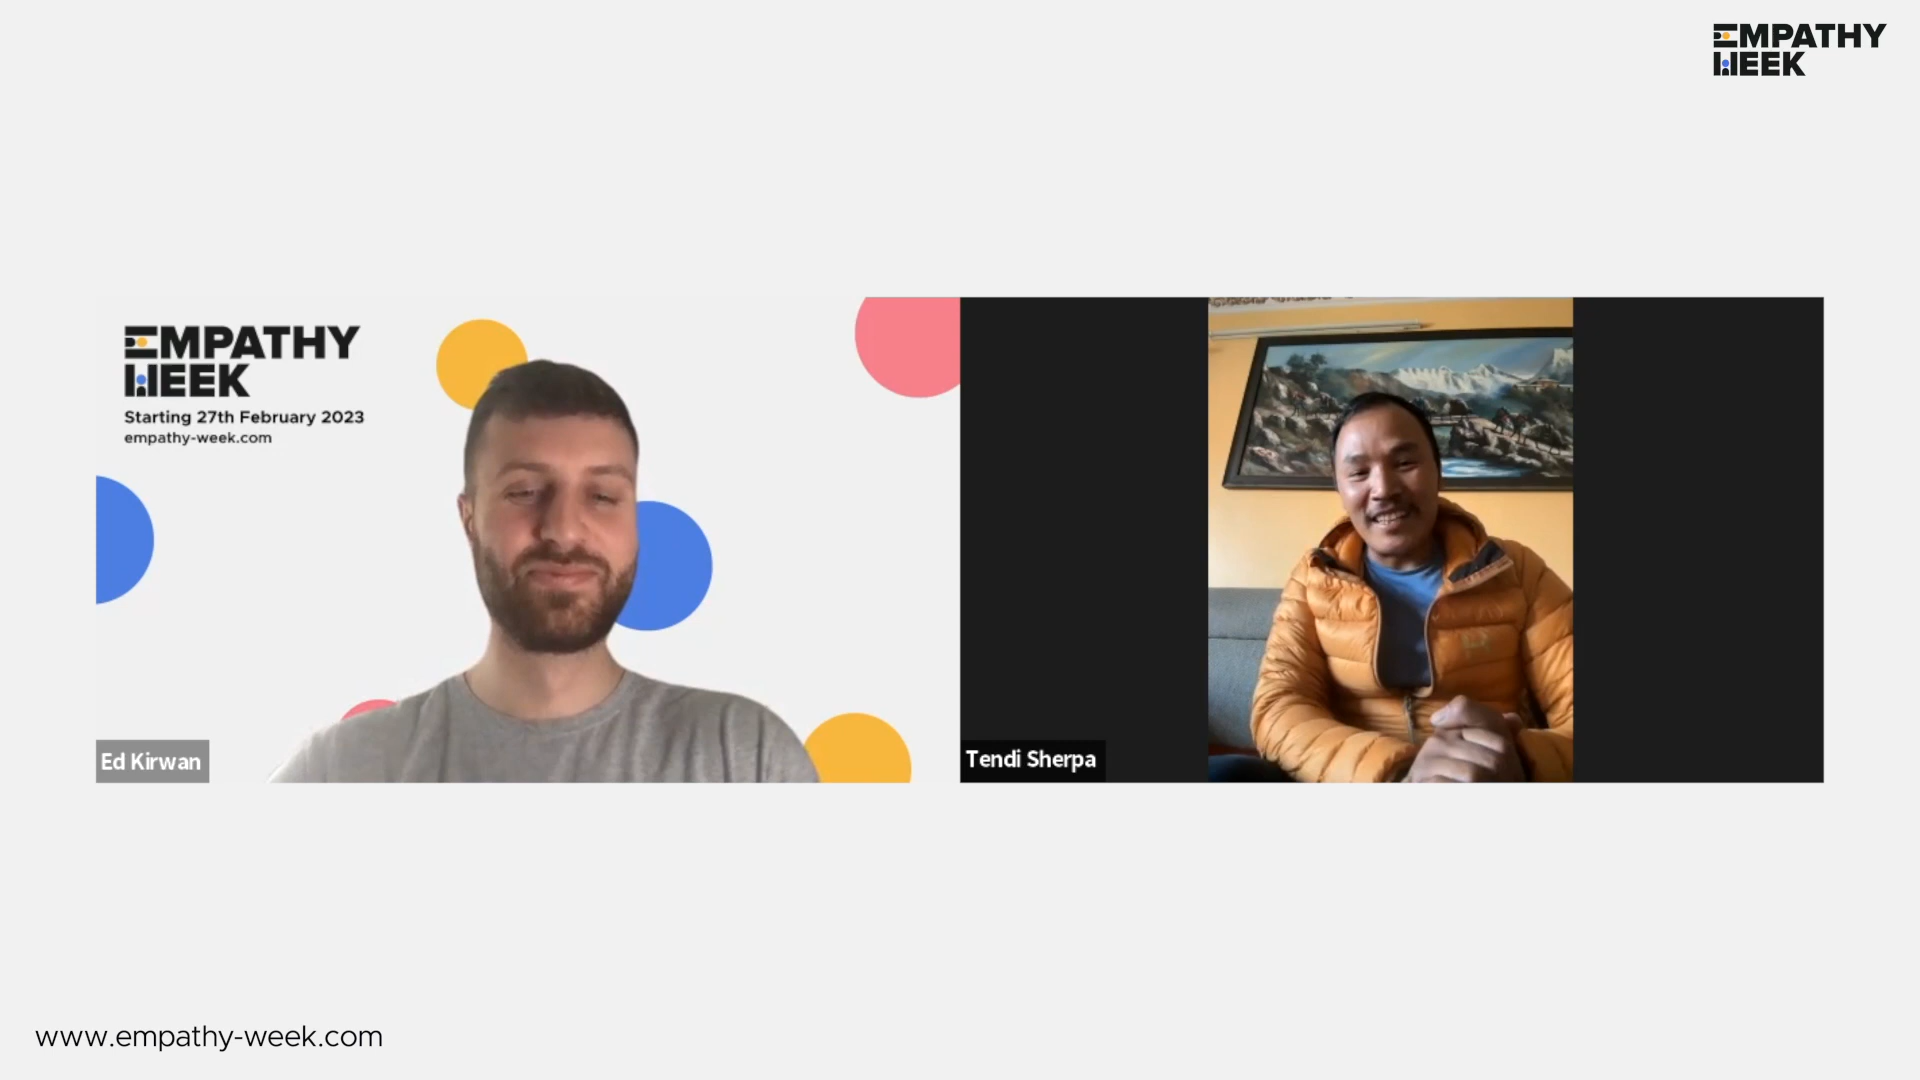 EMPATHY
WEEK
EMPATHY
WEEK
Starting 27th February 2023
empathy-week.com
Ed Kirwan
Tendi Sherpa
www.empathy-week.com